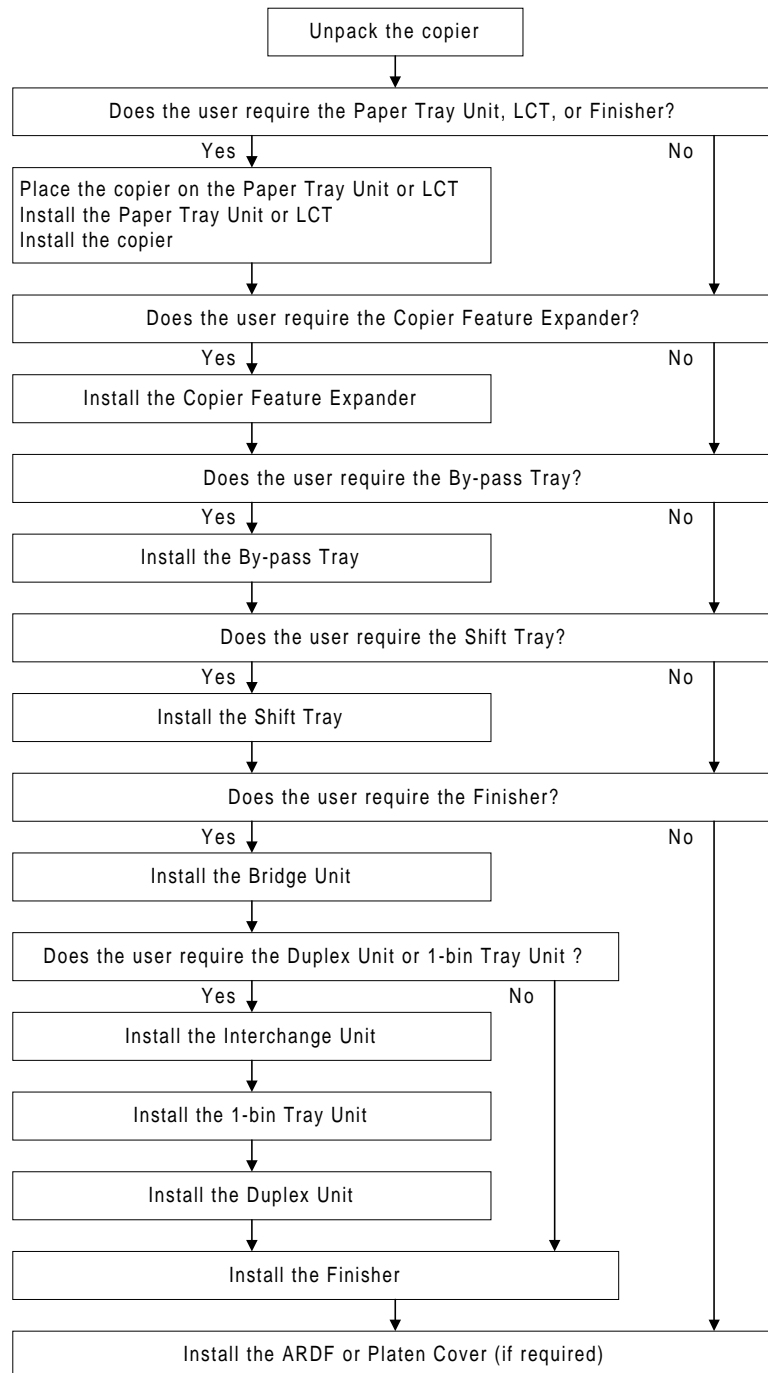 Unpack the copier
Does the user require the Paper Tray Unit, LCT, or Finisher?
Yes
No
Place the copier on the Paper Tray Unit or LCT
Install the Paper Tray Unit or LCT
Install the copier
Does the user require the Copier Feature Expander?
Yes
No
Install the Copier Feature Expander
Does the user require the By-pass Tray?
Yes
No
Install the By-pass Tray
Does the user require the Shift Tray?
Yes
No
Install the Shift Tray
Does the user require the Finisher?
Yes
No
Install the Bridge Unit
Does the user require the Duplex Unit or 1-bin Tray Unit ?
Yes
No
Install the Interchange Unit
Install the 1-bin Tray Unit
Install the Duplex Unit
Install the Finisher
Install the ARDF or Platen Cover (if required)